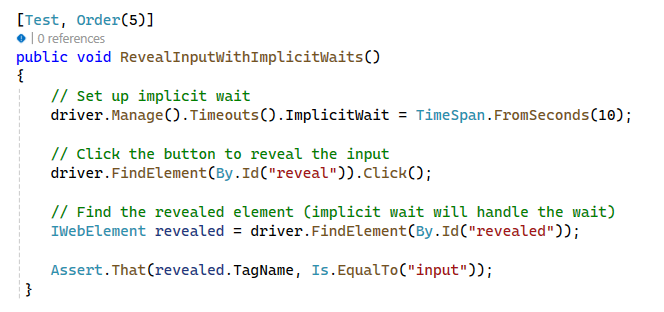 [Test, Order(5)]
| 0 references
public void RevealInputWithImplicitWaits()
{
    // Set up implicit wait
    driver.Manage().Timeouts().ImplicitWait = TimeSpan.FromSeconds(10);

    // Click the button to reveal the input
    driver.FindElement(By.Id("reveal")).Click();

    // Find the revealed element (implicit wait will handle the wait)
    IWebElement revealed = driver.FindElement(By.Id("revealed"));

    Assert.That(revealed.TagName, Is.EqualTo("input"));
}